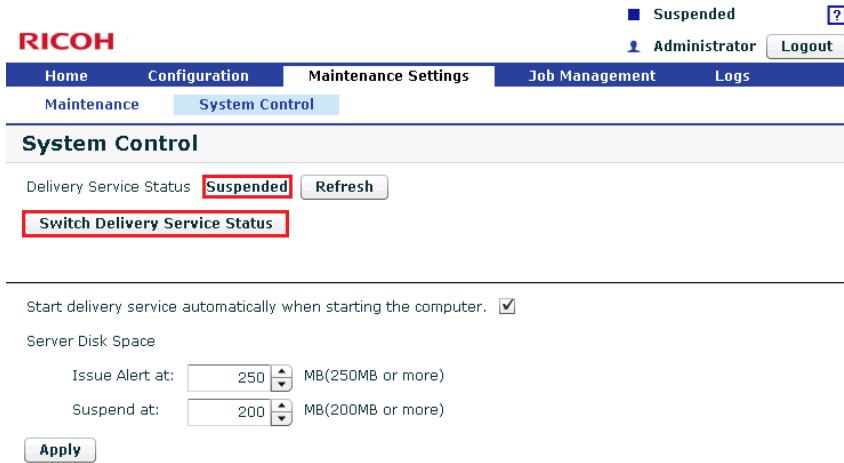 Suspended ?
RICOH
Administrator Logout
Home Configuration Maintenance Settings Job Management Logs
Maintenance System Control
System Control
Delivery Service Status Suspended Refresh
Switch Delivery Service Status
Start delivery service automatically when starting the computer.
Server Disk Space
Issue Alert at: 250 MB(250MB or more)
Suspend at: 200 MB(200MB or more)
Apply